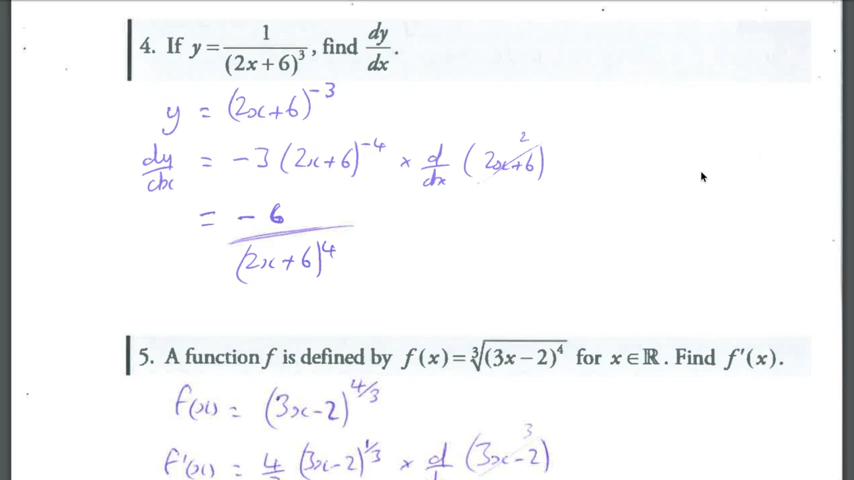 4. If y = 1/(2x+6)³, find dy/dx.
y = (2x+6)⁻³
dy/dx = -3(2x+6)⁻⁴ × d/dx (2x+6) 2
= -6/(2x+6)⁴
5. A function f is defined by f(x) = ∛(3x−2)⁴ for x∈ℝ. Find f′(x).
f(x) = (3x-2)^4/3
f'(x) = 4 (3x-2)^1/3 × d (3x-2) 3